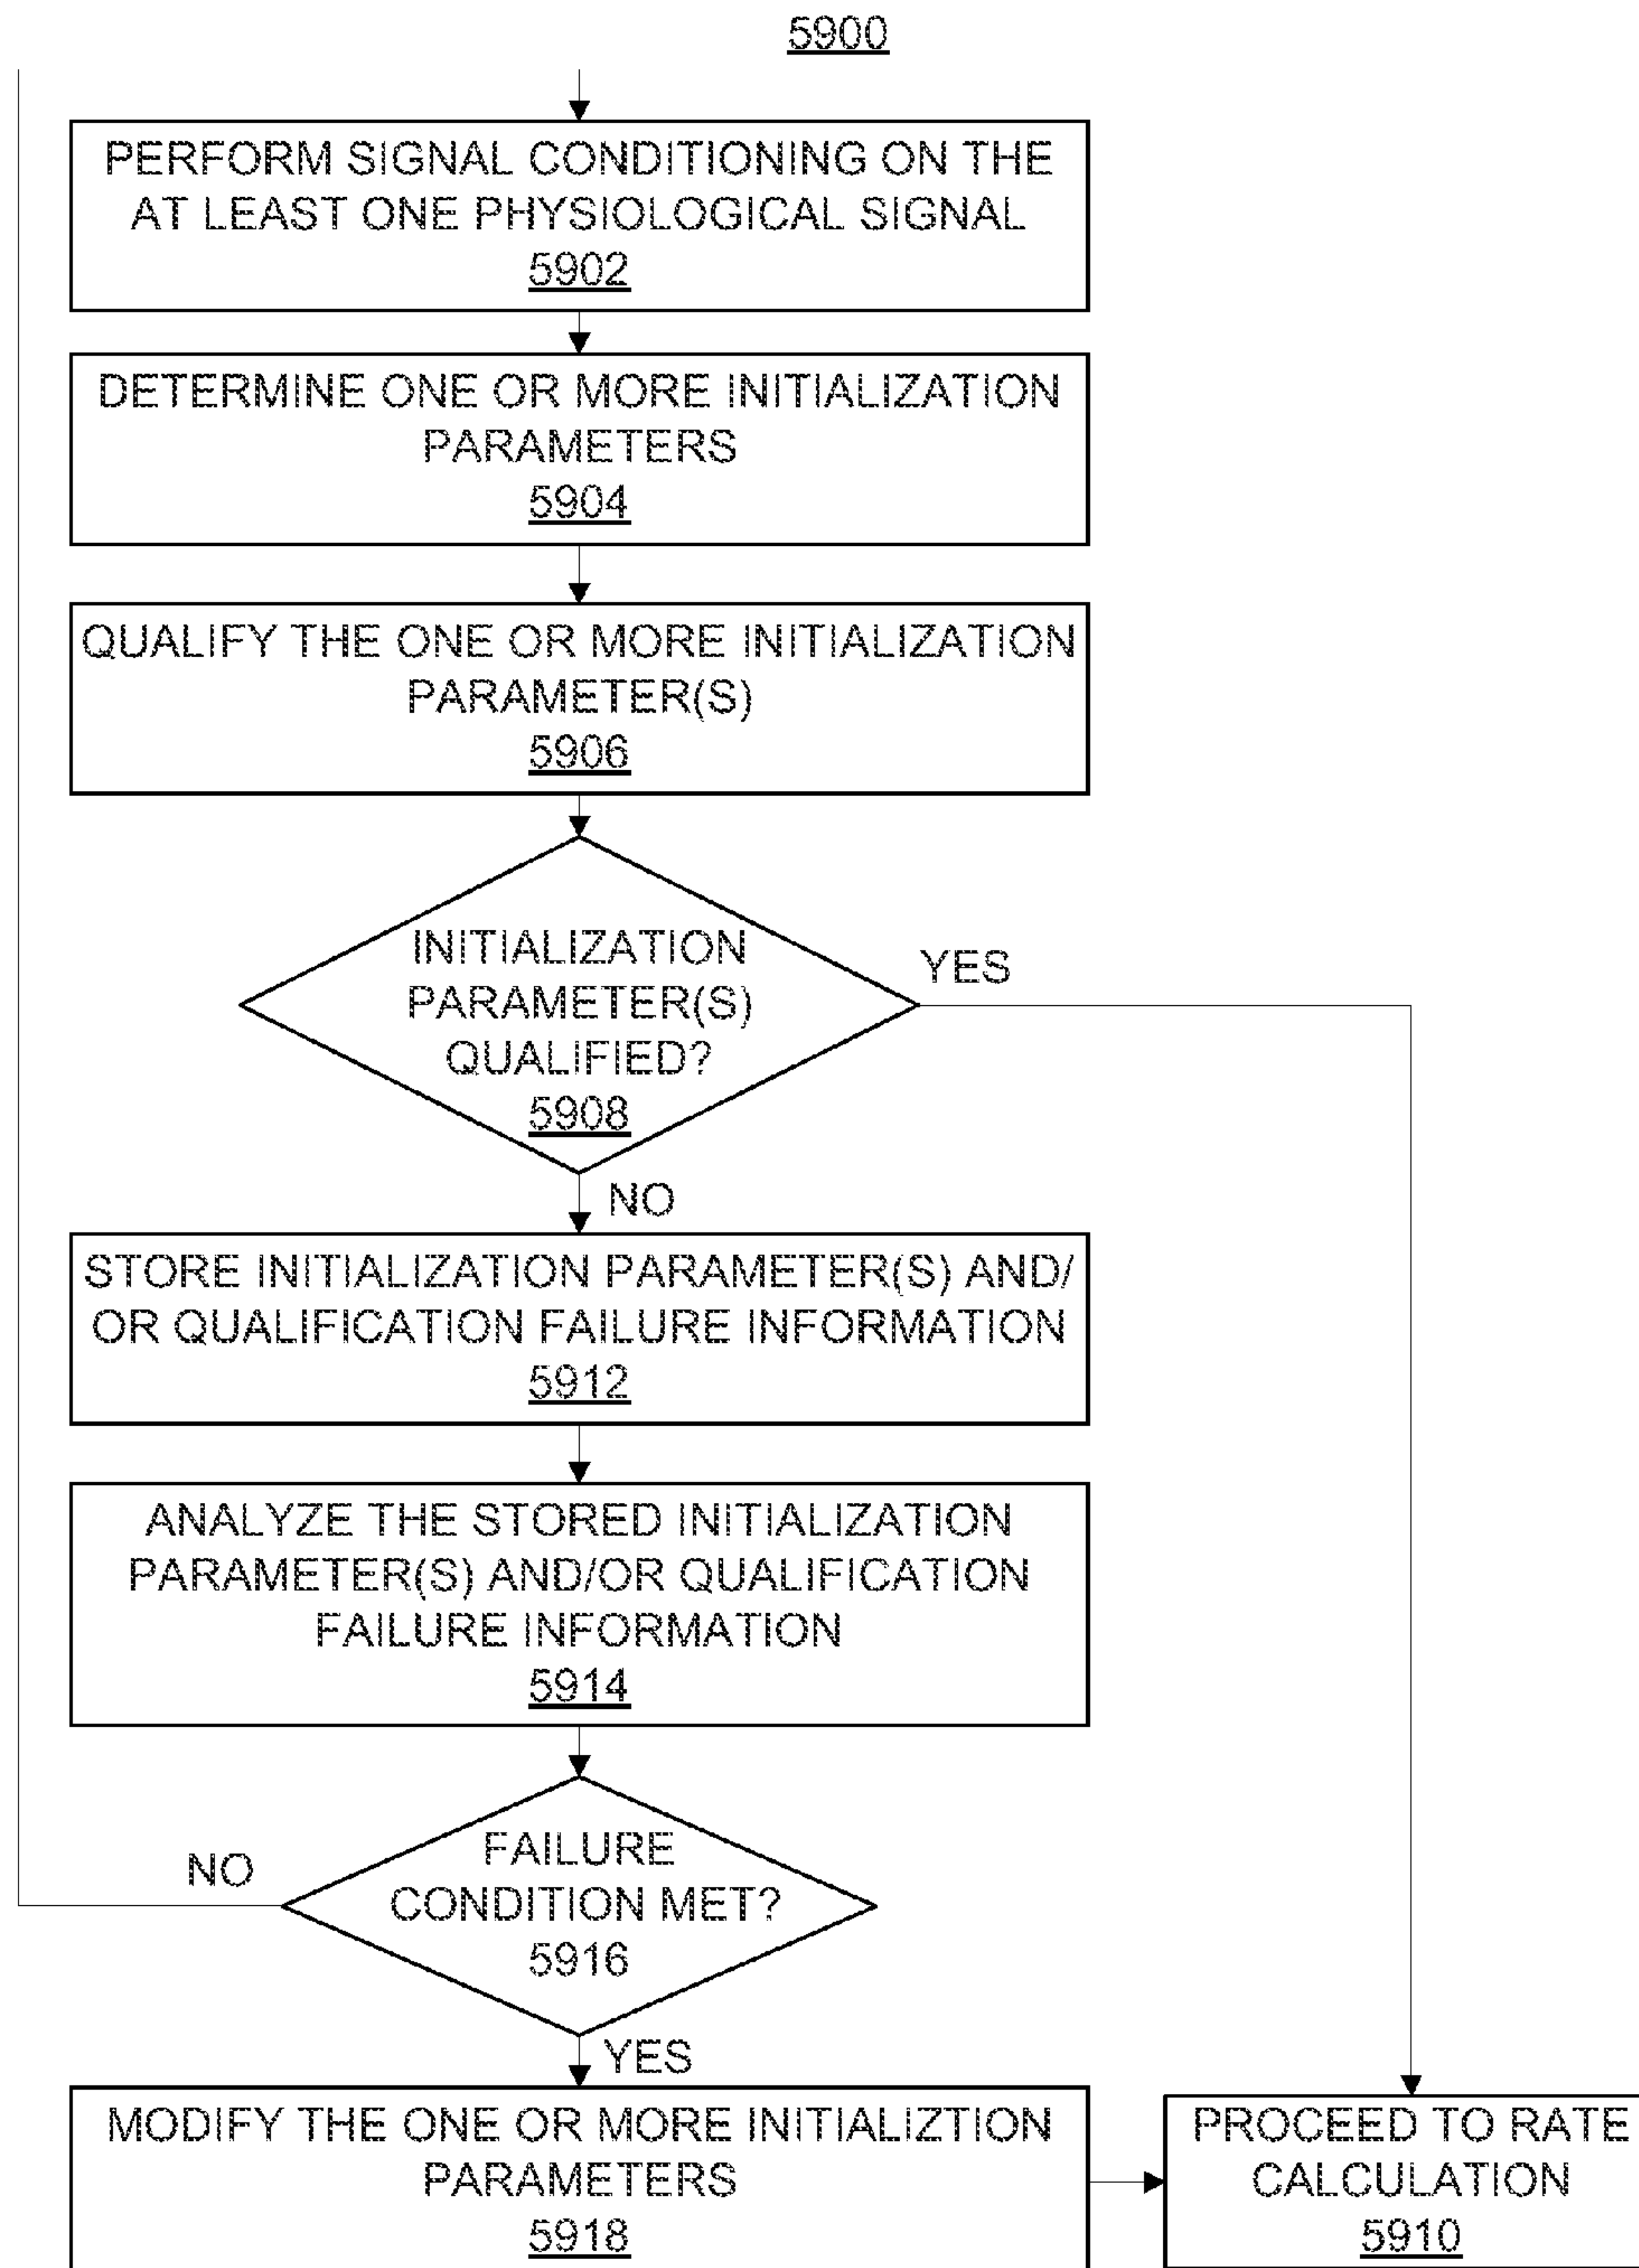 5900
PERFORM SIGNAL CONDITIONING ON THE
AT LEAST ONE PHYSIOLOGICAL SIGNAL
5902
DETERMINE ONE OR MORE INITIALIZATION
PARAMETERS
5904
QUALIFY THE ONE OR MORE INITIALIZATION
PARAMETER(S)
5906
INITIALIZATION
PARAMETER(S)
QUALIFIED?
5908
YES
NO
STORE INITIALIZATION PARAMETER(S) AND/
OR QUALIFICATION FAILURE INFORMATION
5912
ANALYZE THE STORED INITIALIZATION
PARAMETER(S) AND/OR QUALIFICATION
FAILURE INFORMATION
5914
NO
FAILURE
CONDITION MET?
5916
YES
MODIFY THE ONE OR MORE INITIALIZTION
PARAMETERS
5918
PROCEED TO RATE
CALCULATION
5910